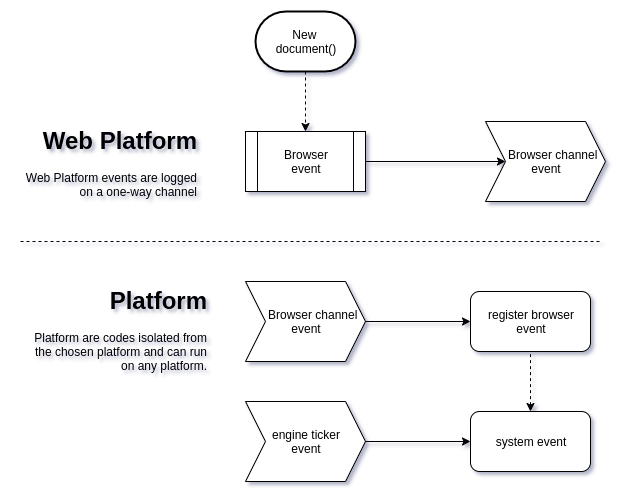 New
document()
Web Platform
Web Platform events are logged
on a one-way channel
Browser
event
Browser channel
event
Platform
Platform are codes isolated from
the chosen platform and can run
on any platform.
Browser channel
event
register browser
event
engine ticker
event
system event